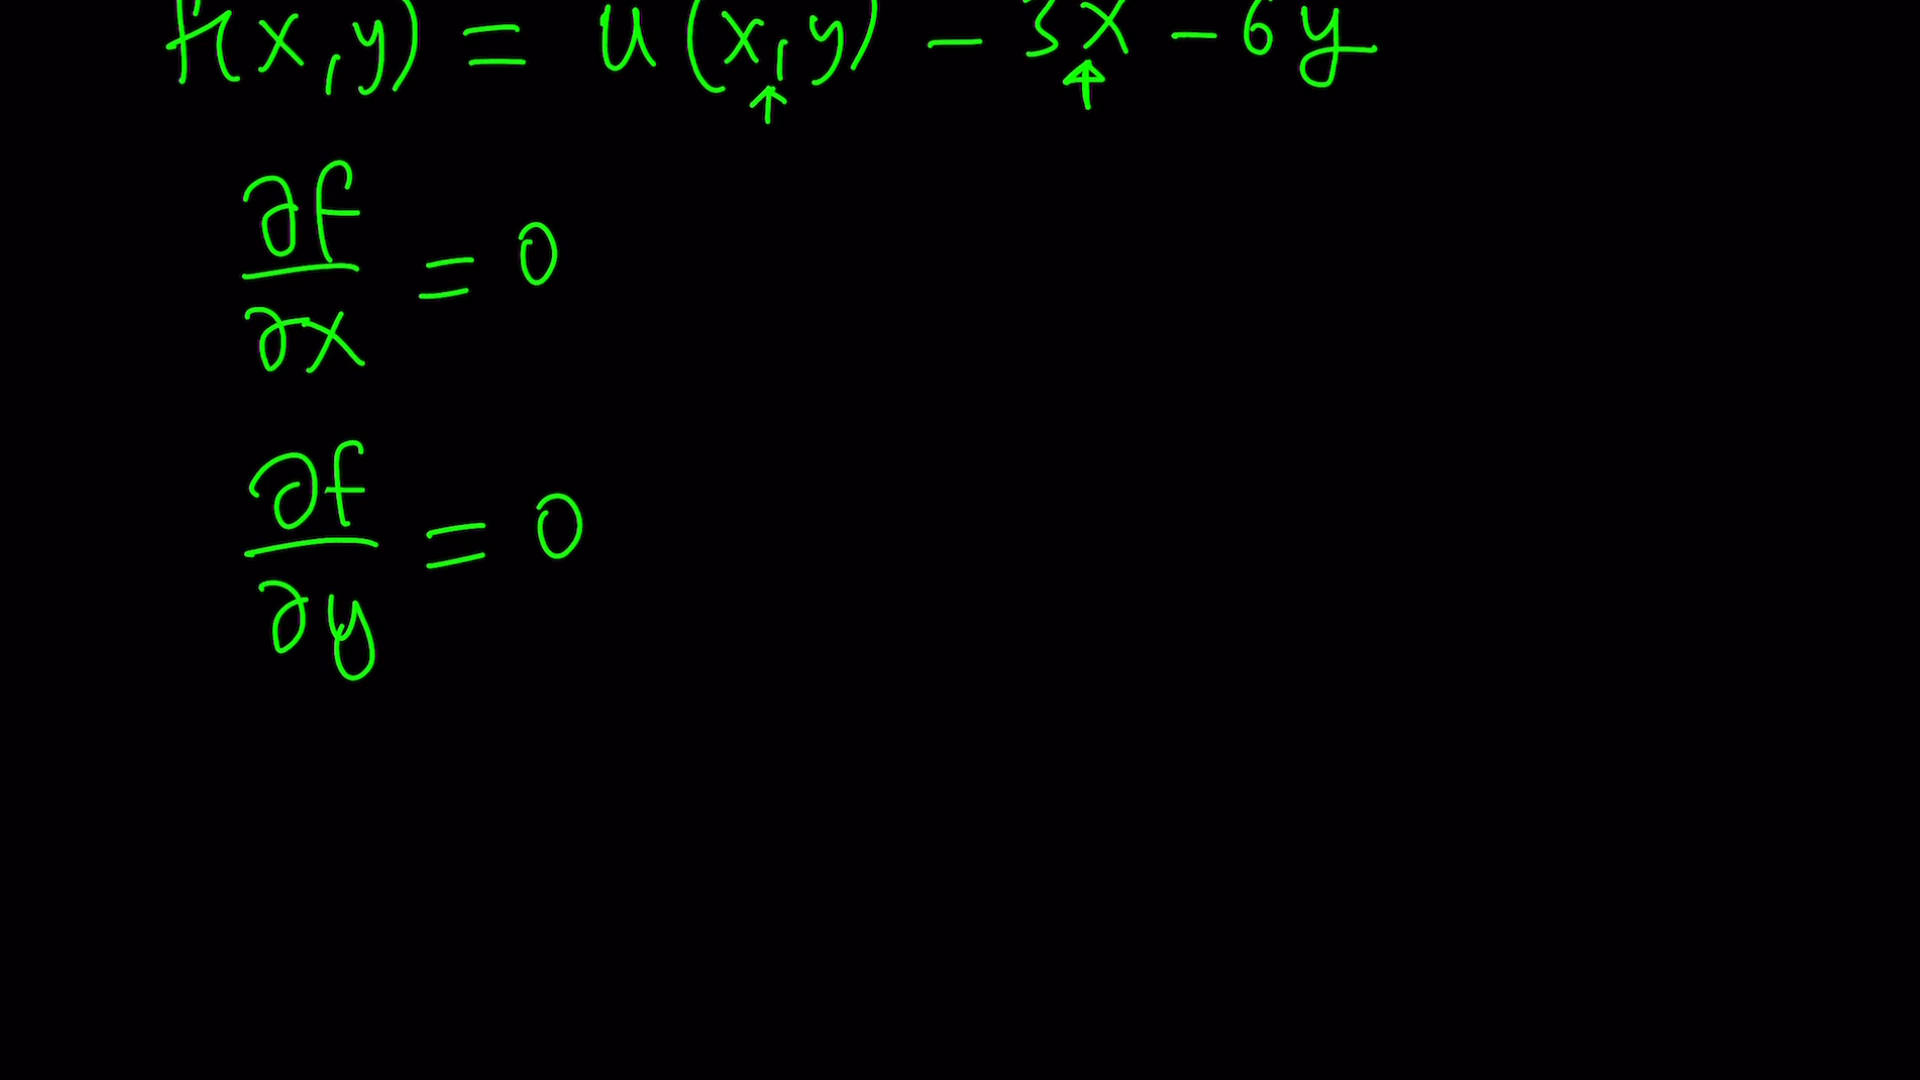 f(x,y) = u(x,y) - 3x - 6y
↑ ↑
∂f/∂x = 0
∂f/∂y = 0